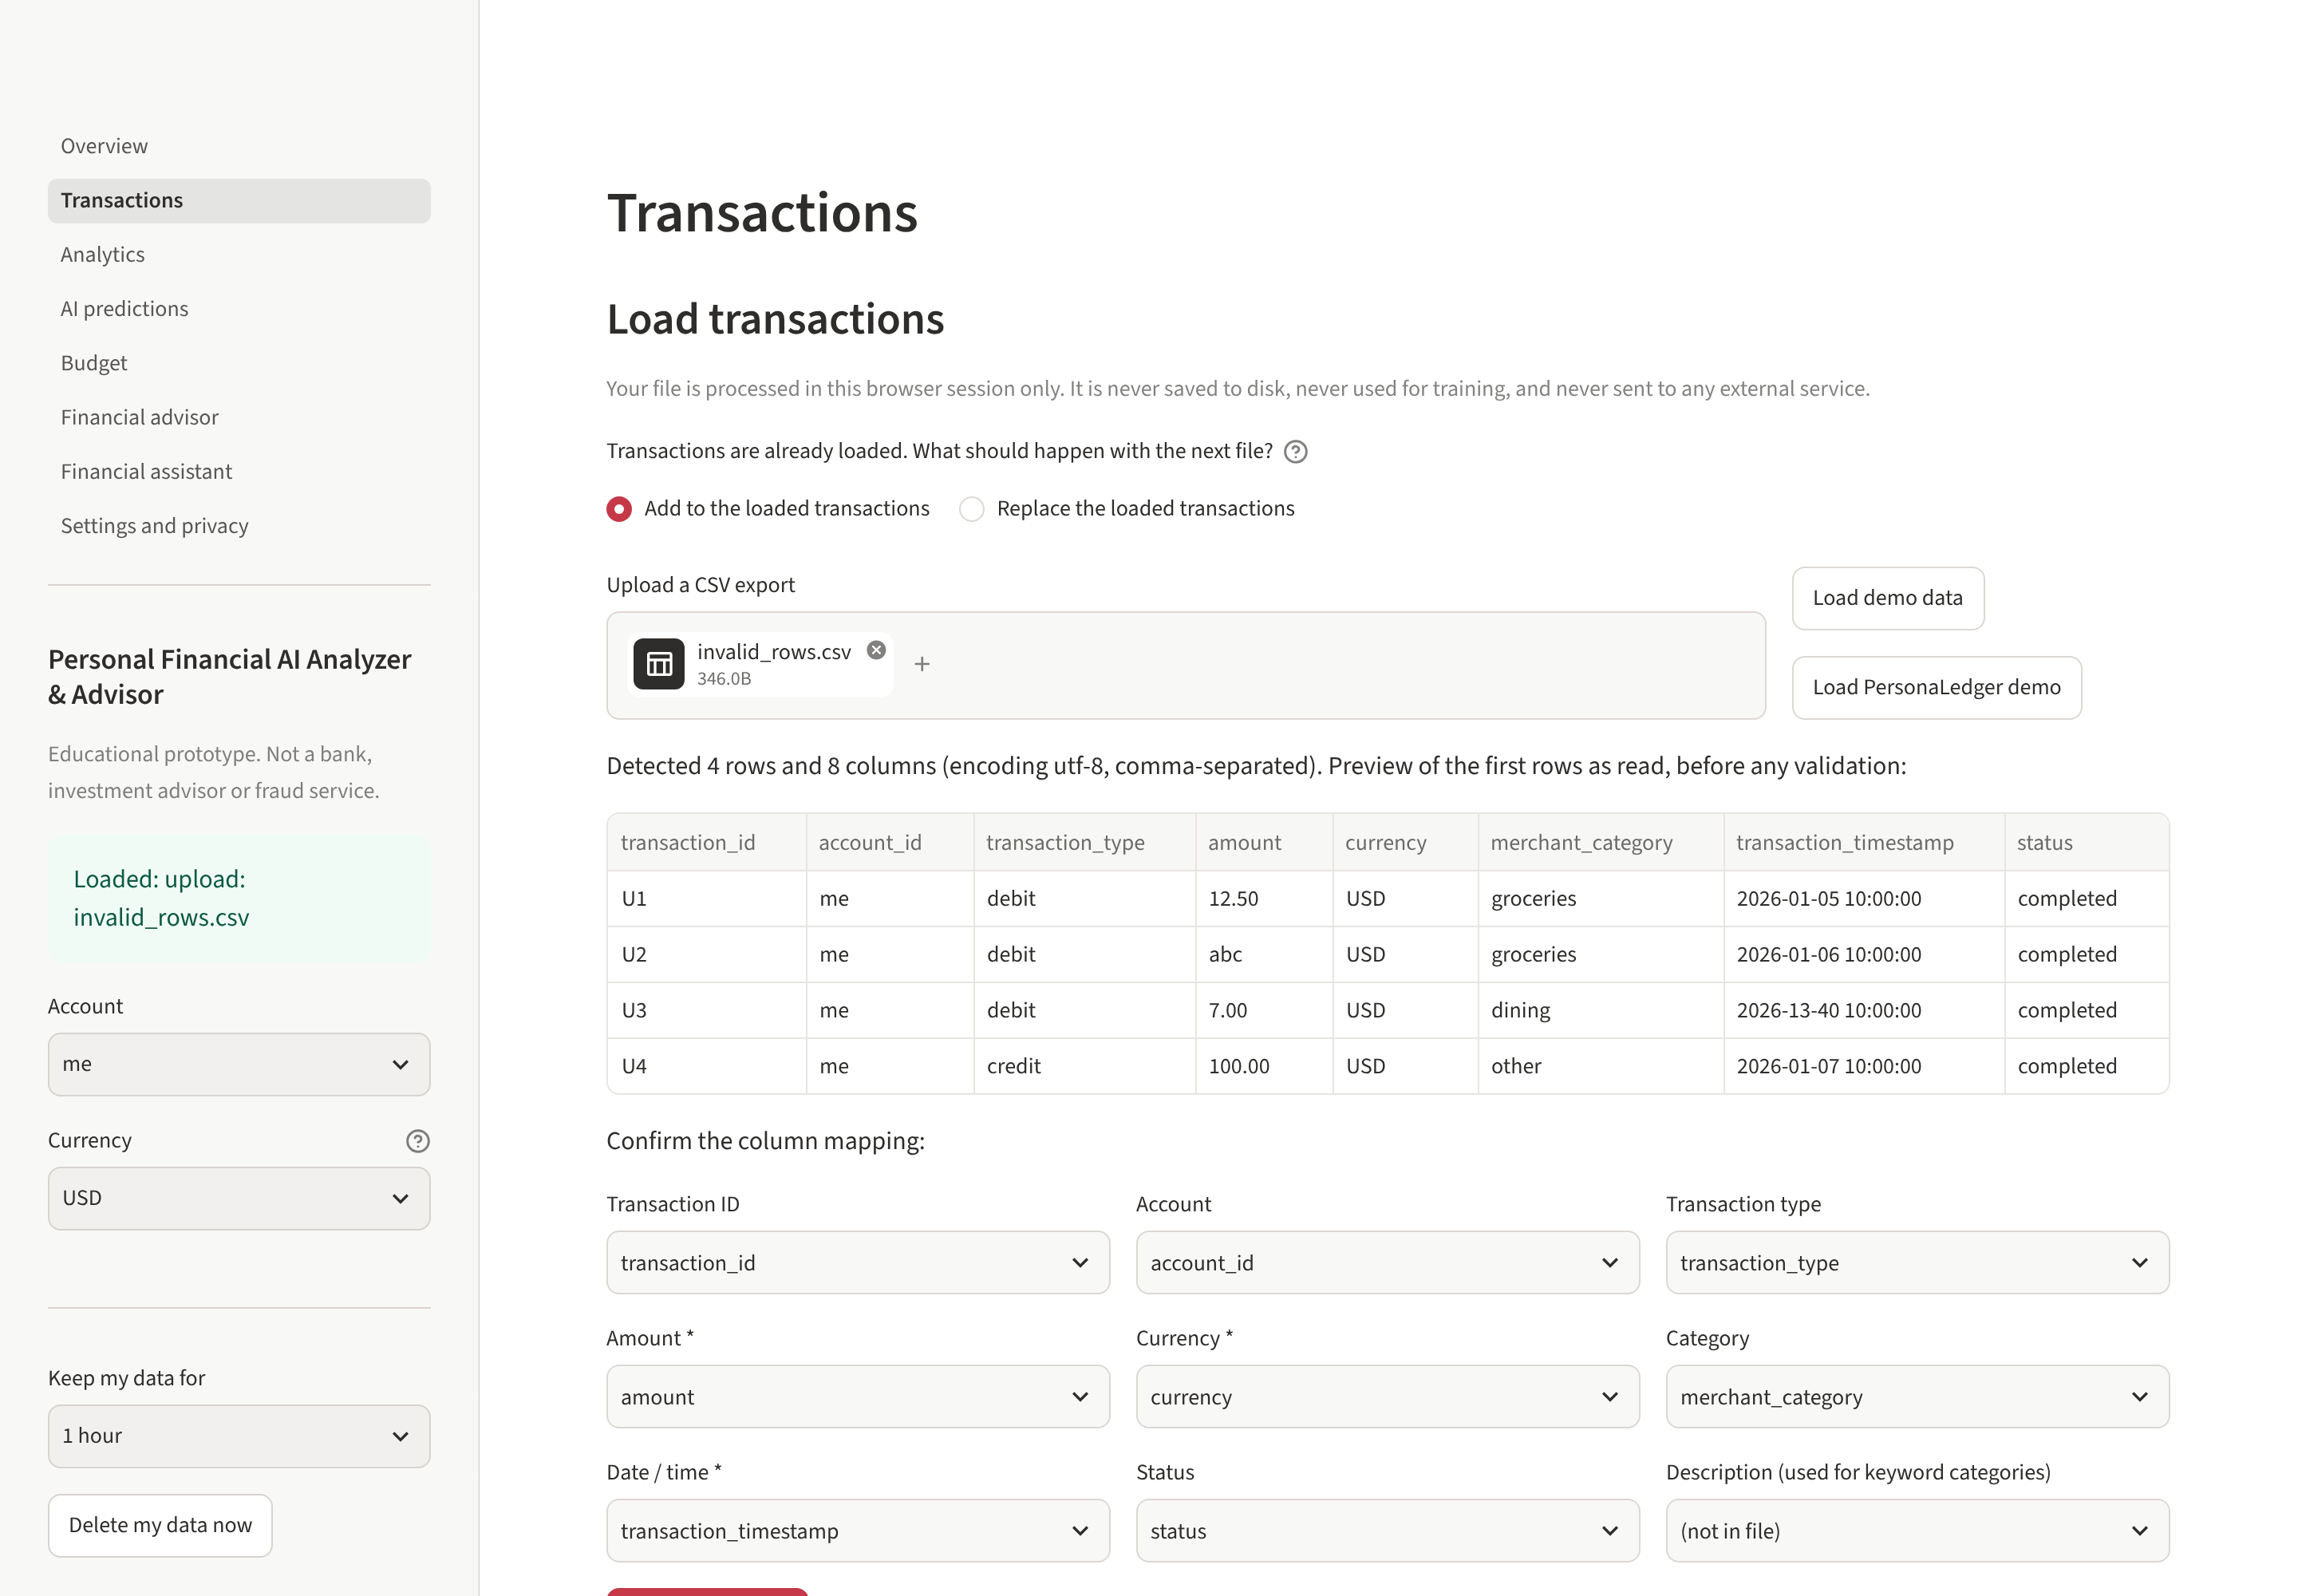 Overview
Transactions
Analytics
AI predictions
Budget
Financial advisor
Financial assistant
Settings and privacy
Personal Financial AI Analyzer
& Advisor
Educational prototype. Not a bank,
investment advisor or fraud service.
Loaded: upload:
invalid_rows.csv
Account
me
Currency
USD
Keep my data for
1 hour
Delete my data now
Transactions
Load transactions
Your file is processed in this browser session only. It is never saved to disk, never used for training, and never sent to any external service.
Transactions are already loaded. What should happen with the next file?
Add to the loaded transactions Replace the loaded transactions
Upload a CSV export
invalid_rows.csv
346.0B
Load demo data
Load PersonaLedger demo
Detected 4 rows and 8 columns (encoding utf-8, comma-separated). Preview of the first rows as read, before any validation:
transaction_id account_id transaction_type amount currency merchant_category transaction_timestamp status
U1 me debit 12.50 USD groceries 2026-01-05 10:00:00 completed
U2 me debit abc USD groceries 2026-01-06 10:00:00 completed
U3 me debit 7.00 USD dining 2026-13-40 10:00:00 completed
U4 me credit 100.00 USD other 2026-01-07 10:00:00 completed
Confirm the column mapping:
Transaction ID Account Transaction type
transaction_id account_id transaction_type
Amount * Currency * Category
amount currency merchant_category
Date / time * Status Description (used for keyword categories)
transaction_timestamp status (not in file)